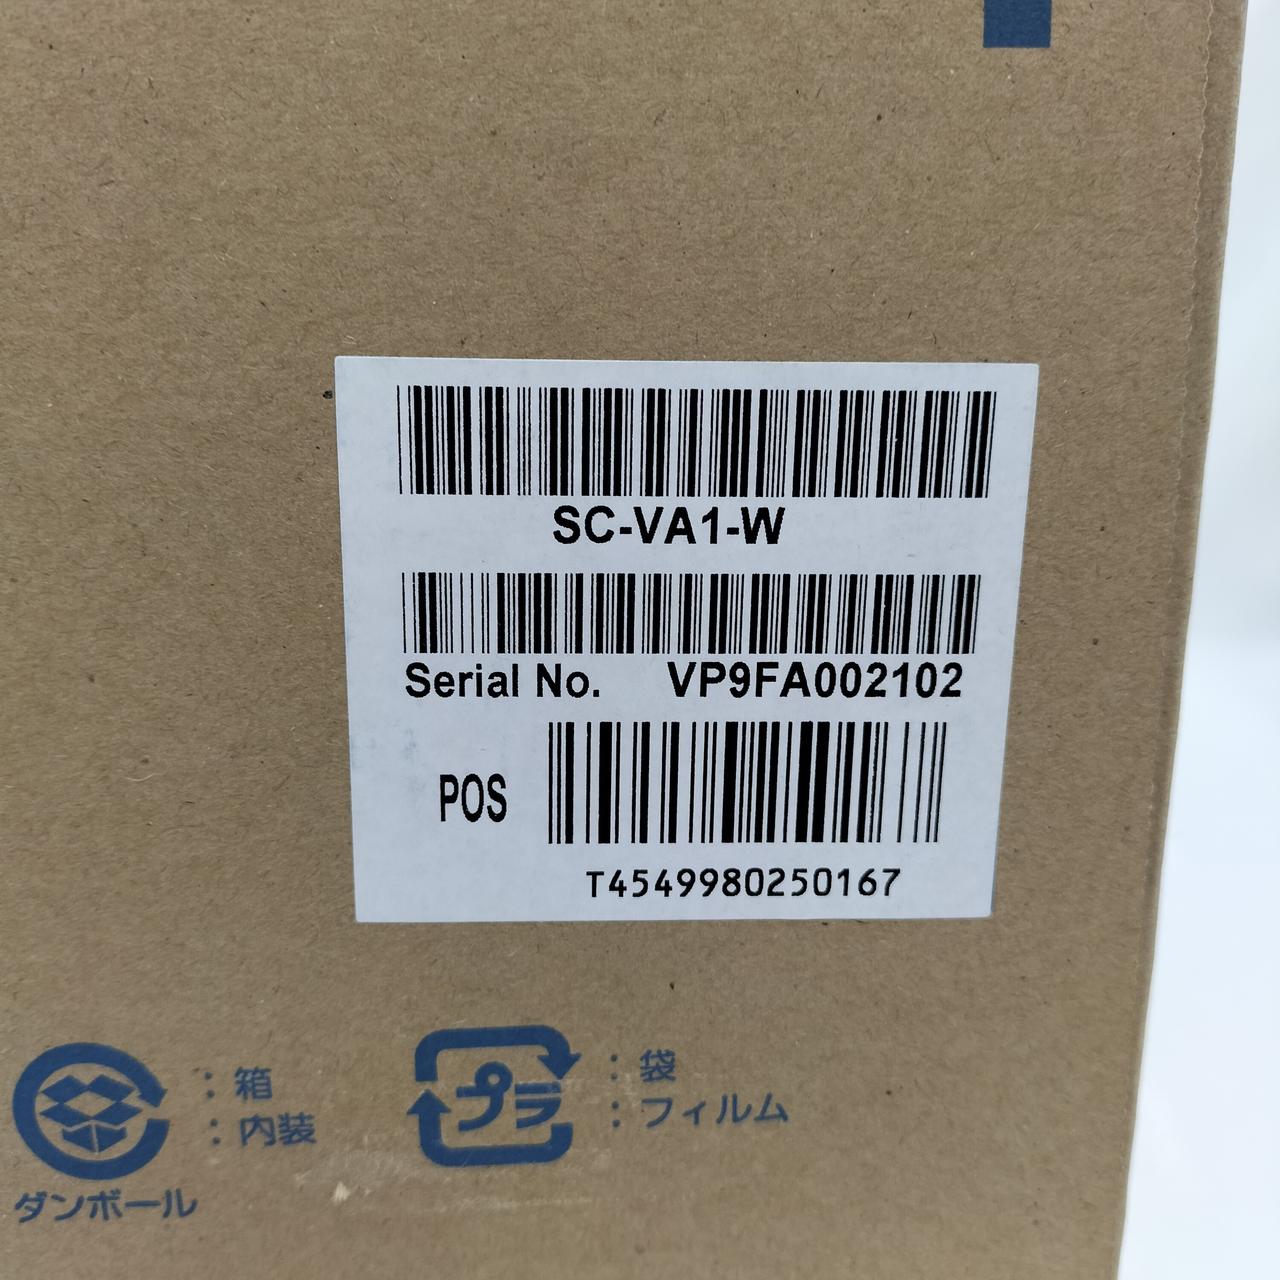 SC-VA1-W
Serial No. VP9FA002102
POS
T4549980250167
：箱
：内装
ダンボール
プラ
：袋
：フィルム